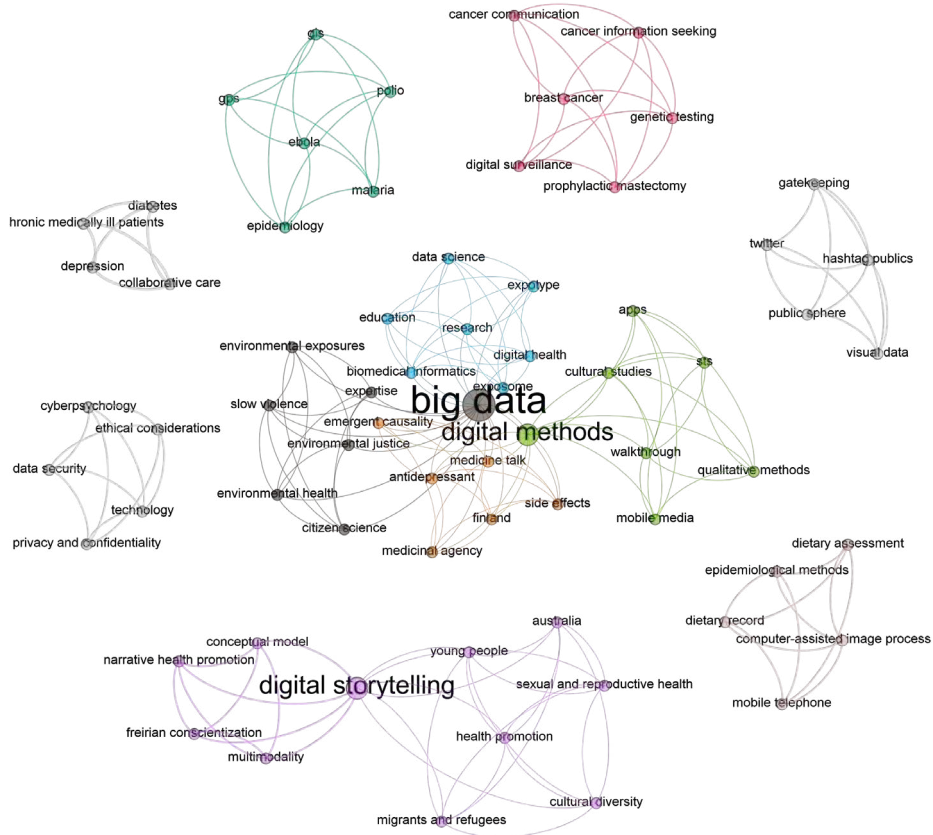 cancer communication
gis
cancer information seeking
polio
gps
breast cancer
genetic testing
ebola
digital surveillance
malaria
prophylactic mastectomy
epidemiology
gatekeeping
diabetes
hronic medically ill patients
twitter
hashtag publics
depression
collaborative care
public sphere
visual data
data science
expotype
education
research
apps
environmental exposures
digital health
sts
biomedical informatics
cultural studies
exposome
expertise
big data
slow violence
emergent causality
digital methods
environmental justice
walkthrough
medicine talk
qualitative methods
antidepressant
environmental health
side effects
finland
mobile media
citizen science
medicinal agency
cyberpsychology
ethical considerations
data security
technology
privacy and confidentiality
dietary assessment
epidemiological methods
dietary record
computer-assisted image process
mobile telephone
australia
conceptual model
young people
narrative health promotion
digital storytelling
sexual and reproductive health
freirian conscientization
health promotion
multimodality
cultural diversity
migrants and refugees